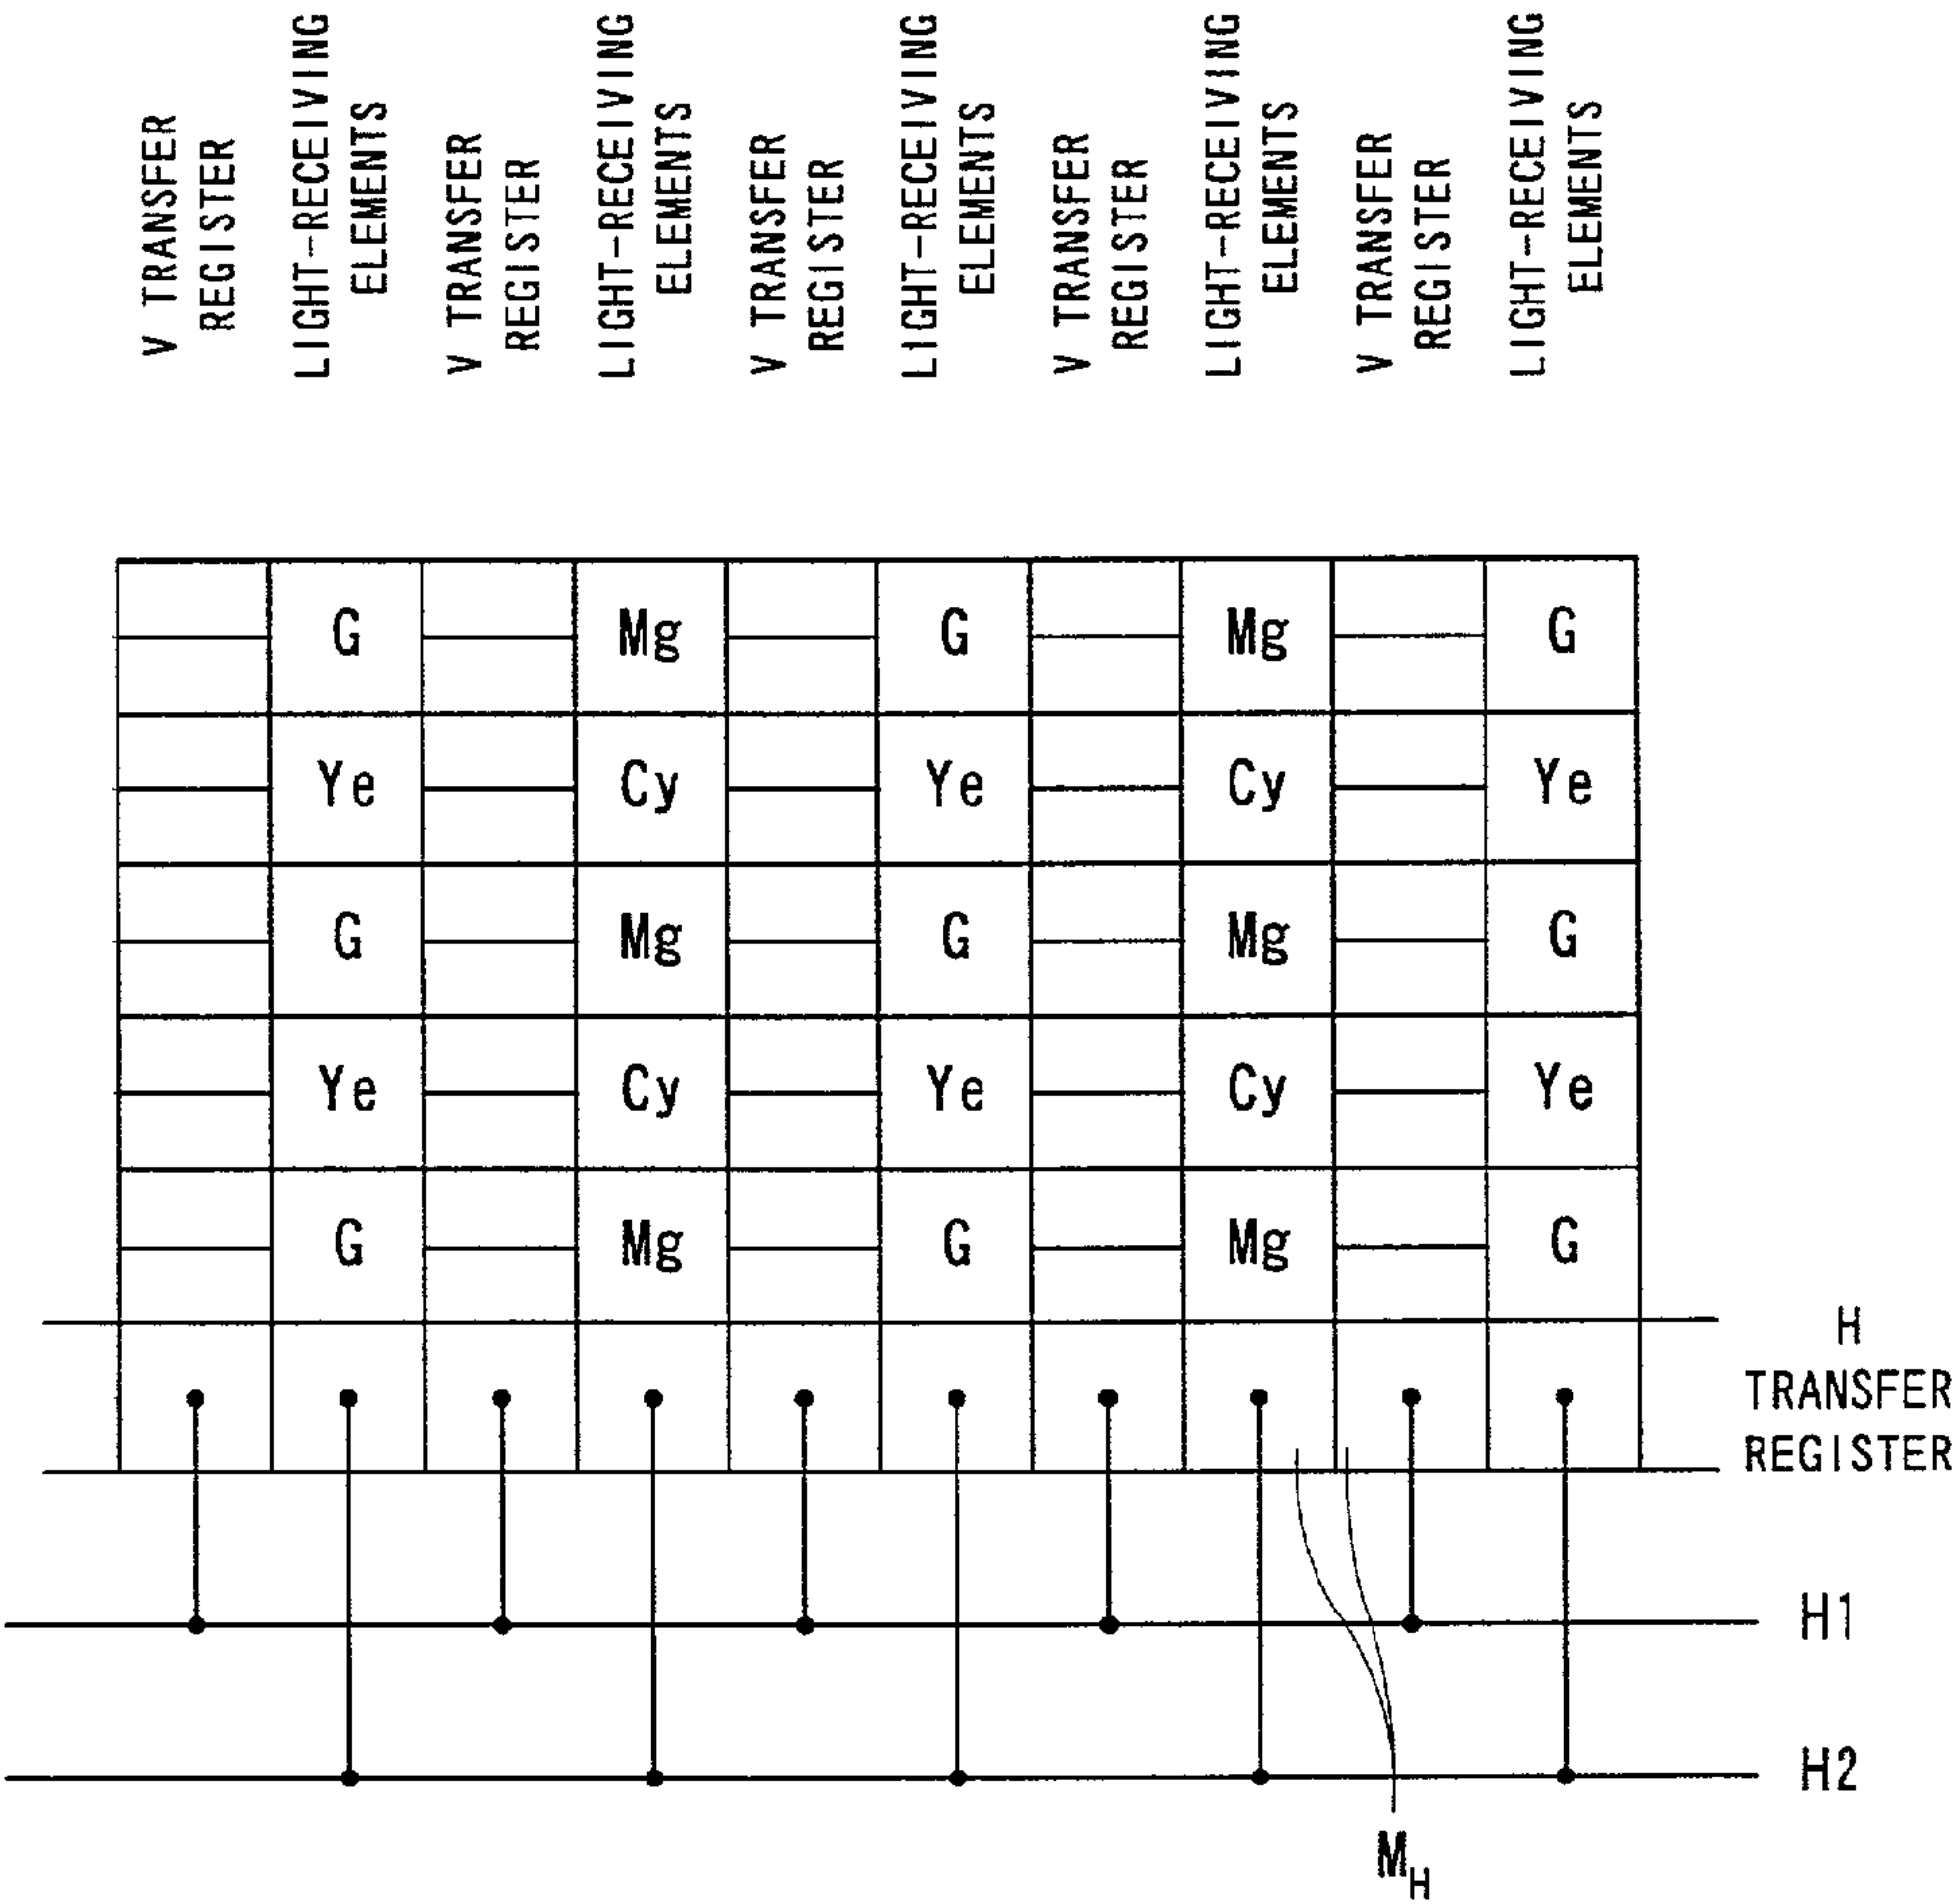 V TRANSFER
REGISTER
LIGHT-RECEIVING
ELEMENTS
V TRANSFER
REGISTER
LIGHT-RECEIVING
ELEMENTS
V TRANSFER
REGISTER
LIGHT-RECEIVING
ELEMENTS
V TRANSFER
REGISTER
LIGHT-RECEIVING
ELEMENTS
V TRANSFER
REGISTER
LIGHT-RECEIVING
ELEMENTS
G Mg G Mg G
Ye Cy Ye Cy Ye
G Mg G Mg G
Ye Cy Ye Cy Ye
G Mg G Mg G
H
TRANSFER
REGISTER
H1
H2
MH